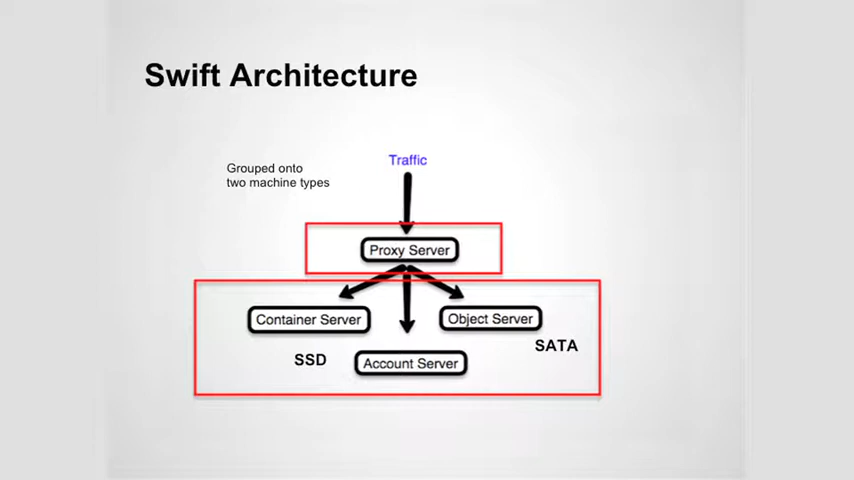 Swift Architecture
Traffic
Grouped onto
two machine types
Proxy Server
Container Server
Object Server
SATA
SSD
Account Server